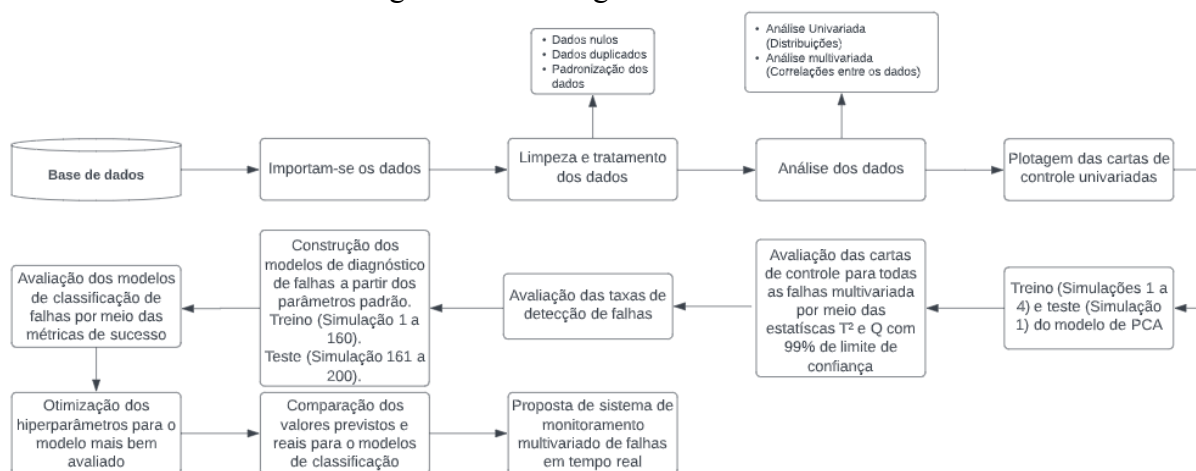 • Dados nulos
• Dados duplicados
• Padronização dos
dados
• Análise Univariada
(Distribuições)
• Análise multivariada
(Correlações entre os dados)
Base de dados
Importam-se os dados
Limpeza e tratamento
dos dados
Análise dos dados
Plotagem das cartas de
controle univariadas
Treino (Simulações 1 a
4) e teste (Simulação
1) do modelo de PCA
Avaliação das cartas
de controle para todas
as falhas multivariada
por meio das
estatíscas T² e Q com
99% de limite de
confiança
Avaliação das taxas de
detecção de falhas
Construção dos
modelos de diagnóstico
de falhas a partir dos
parâmetros padrão.
Treino (Simulação 1 a
160).
Teste (Simulação 161 a
200).
Avaliação dos modelos
de classificação de
falhas por meio das
métricas de sucesso
Otimização dos
hiperparâmetros para o
modelo mais bem
avaliado
Comparação dos
valores previstos e
reais para o modelos
de classificação
Proposta de sistema de
monitoramento
multivariado de falhas
em tempo real